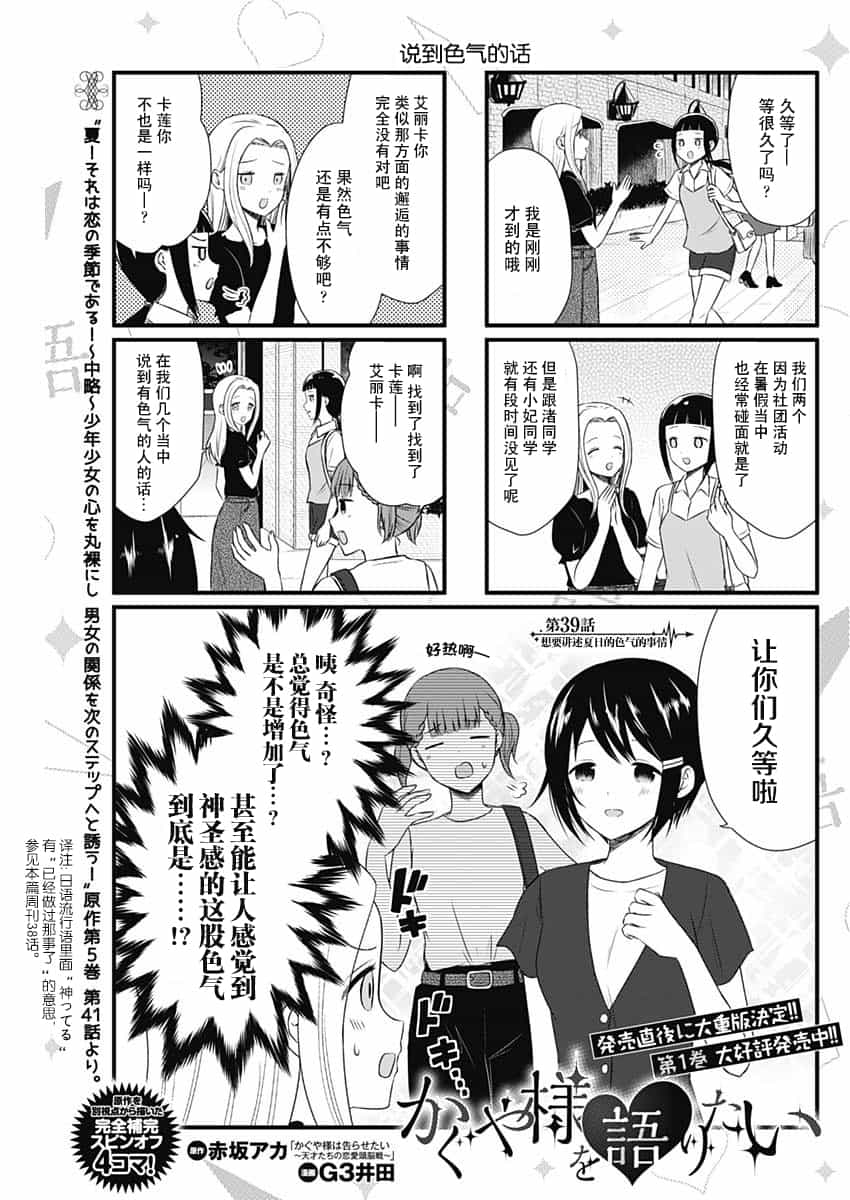 说到色气的话
久等了—
等很久了吗?
我是刚刚
才到的哦
我们两个
因为社团活动
在暑假当中
也经常碰面就是了
但是跟渚同学
还有小妃同学
就有段时间没见了呢
艾丽卡你
类似那方面的邂逅的事情
完全没有对吧
果然色气
还是有点不够吧?
卡莲你
不也是一样吗—?
啊 找到了找到了
卡莲——
艾丽卡——
在我们几个当中
说到有色气的人的话…
第39話
想要讲述夏日的色气的事情
让你们久等啦
好热啊—
咦 奇怪…?
总觉得色气
是不是增加了…?
甚至能让人感觉到
神圣感的这股色气
到底是……!?
ドキ
ドキ…
〝夏ーそれは恋の季節であるー〜中略〜少年少女の心を丸裸にし 男女の関係を次のステップへと誘うー〟原作第5巻 第41話より。
译注:日语流行语里面“神ってる“
有“已经做过那事了“的意思,
参见本篇周刊38话。
発売直後に大重版決定!!
第1巻 大好評発売中!!
かぐや様を語りたい
原作を
別視点から描いた
完全補完
スピンオフ
4コマ!
原作 赤坂アカ
「かぐや様は告らせたい
〜天才たちの恋愛頭脳戦〜」
漫画 G3井田
語
語